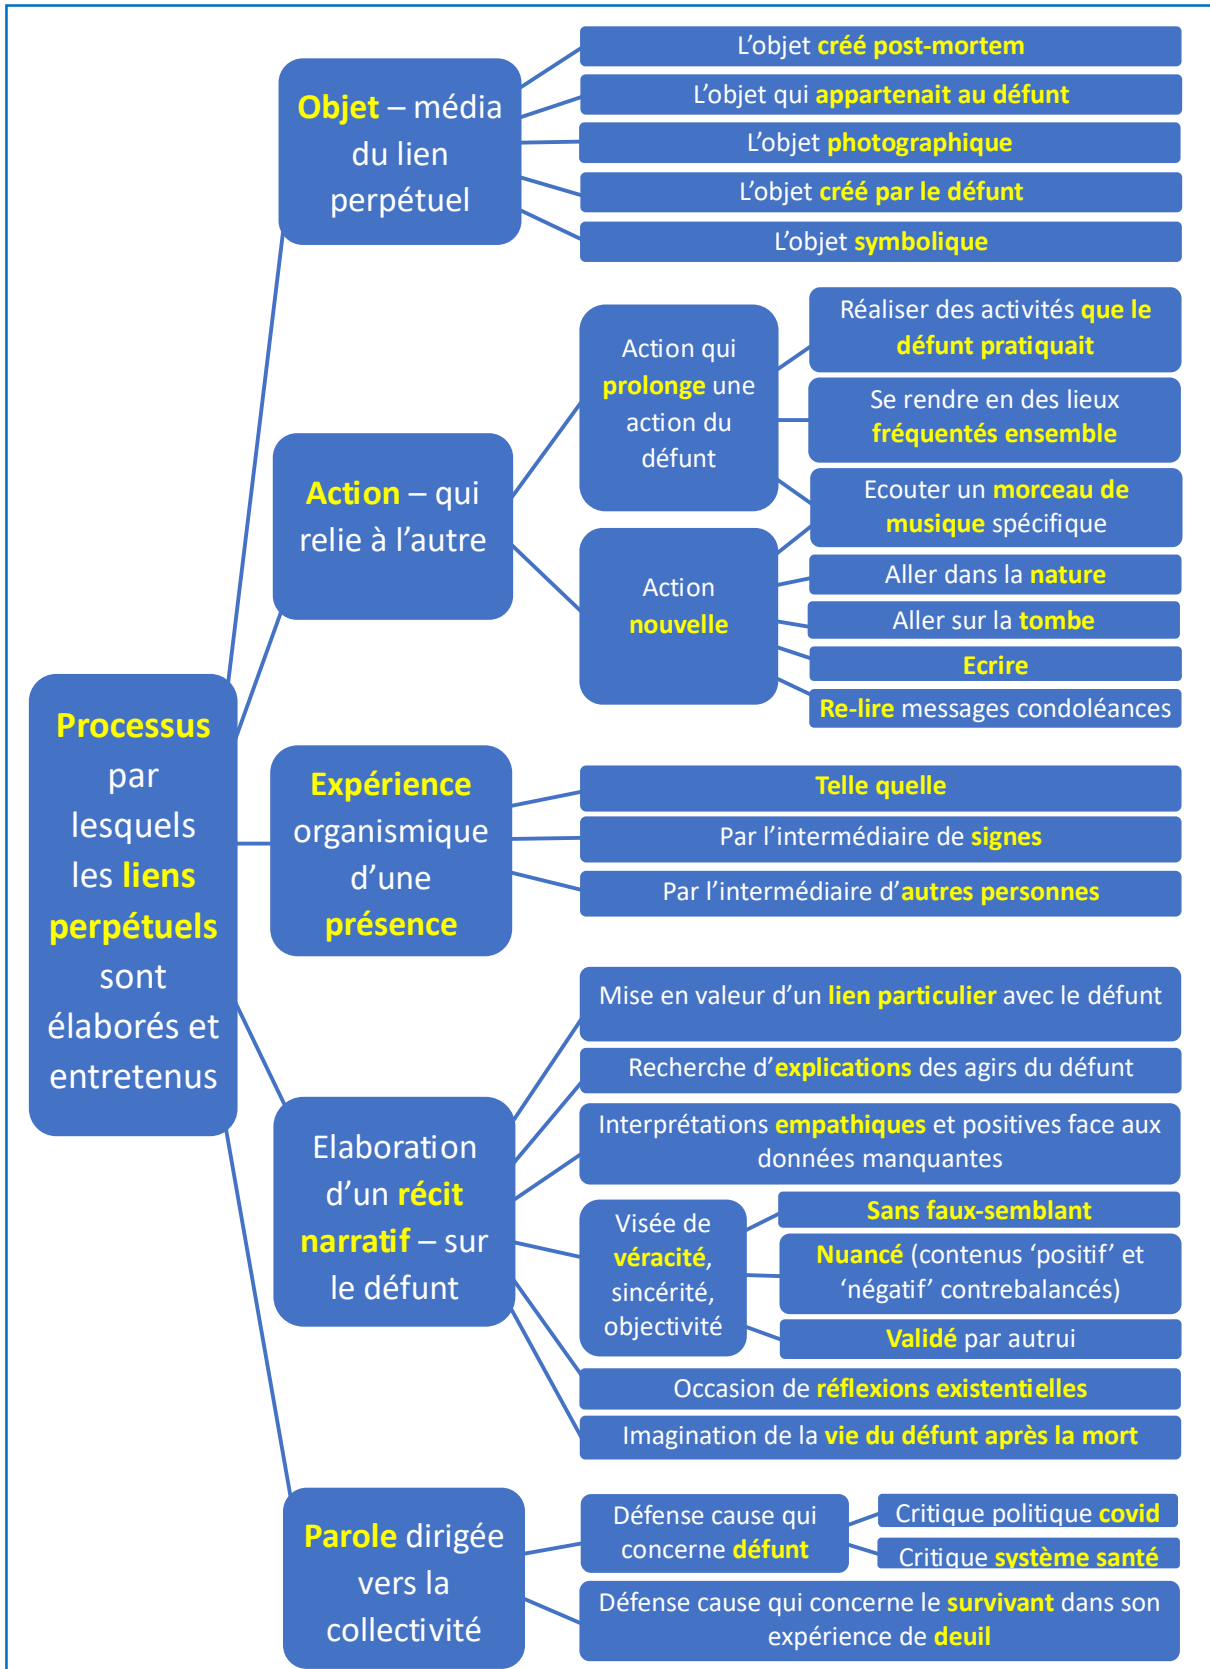 L'objet créé post-mortem
Objet – média
du lien
perpétuel
L'objet qui appartenait au défunt
L'objet photographique
L'objet créé par le défunt
L'objet symbolique
Action – qui
relie à l'autre
Action qui
prolonge une
action du
défunt
Réaliser des activités que le
défunt pratiquait
Se rendre en des lieux
fréquentés ensemble
Ecouter un morceau de
musique spécifique
Action
nouvelle
Aller dans la nature
Aller sur la tombe
Ecrire
Re-lire messages condoléances
Processus
par
lesquels
les liens
perpétuels
sont
élaborés et
entretenus
Expérience
organismique
d'une
présence
Telle quelle
Par l'intermédiaire de signes
Par l'intermédiaire d'autres personnes
Elaboration
d'un récit
narratif – sur
le défunt
Mise en valeur d'un lien particulier avec le défunt
Recherche d'explications des agirs du défunt
Interprétations empathiques et positives face aux
données manquantes
Visée de
véracité,
sincérité,
objectivité
Sans faux-semblant
Nuancé (contenus 'positif' et
'négatif' contrebalancés)
Validé par autrui
Occasion de réflexions existentielles
Imagination de la vie du défunt après la mort
Parole dirigée
vers la
collectivité
Défense cause qui
concerne défunt
Critique politique covid
Critique système santé
Défense cause qui concerne le survivant dans son
expérience de deuil